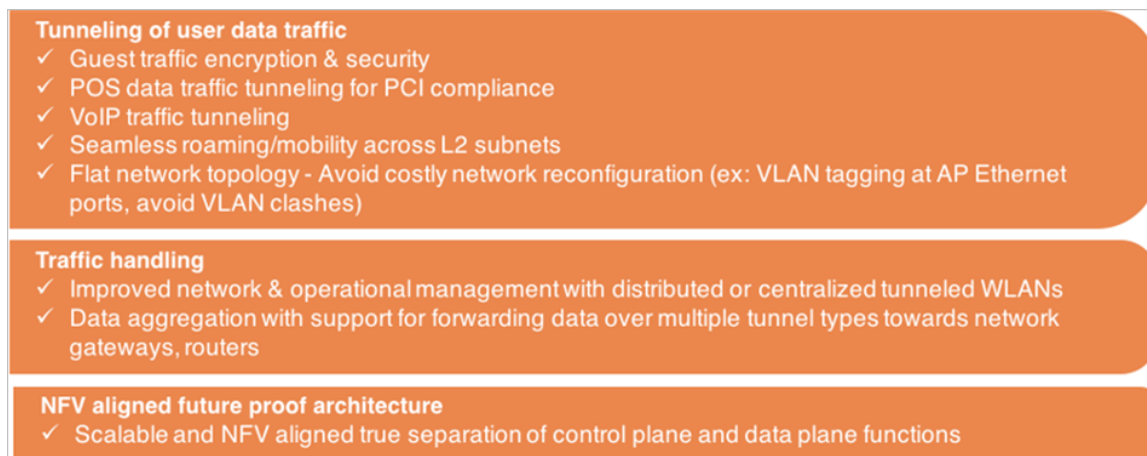 Tunneling of user data traffic
✓ Guest traffic encryption & security
✓ POS data traffic tunneling for PCI compliance
✓ VoIP traffic tunneling
✓ Seamless roaming/mobility across L2 subnets
✓ Flat network topology - Avoid costly network reconfiguration (ex: VLAN tagging at AP Ethernet
ports, avoid VLAN clashes)
Traffic handling
✓ Improved network & operational management with distributed or centralized tunneled WLANs
✓ Data aggregation with support for forwarding data over multiple tunnel types towards network
gateways, routers
NFV aligned future proof architecture
✓ Scalable and NFV aligned true separation of control plane and data plane functions